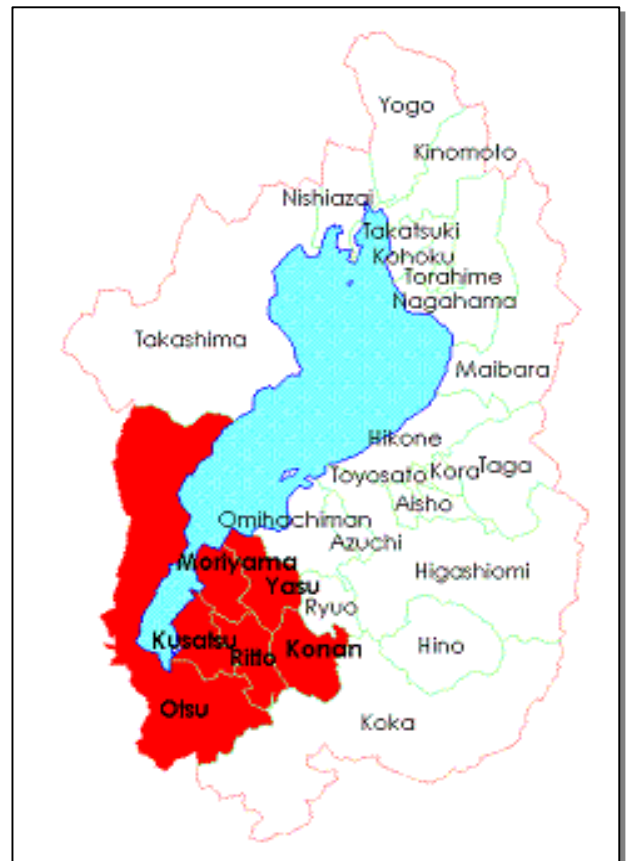 Yogo
Kinomoto
Nishiazai
Takatsuki
Kohoku
Torahime
Nagahama
Takashima
Maibara
Hikone
Toyosato Kora Taga
Aisho
Omihachiman
Azuchi
Moriyama
Higashiomi
Yasu
Ryuo
Kusatsu
Ritto
Konan
Hino
Otsu
Koka